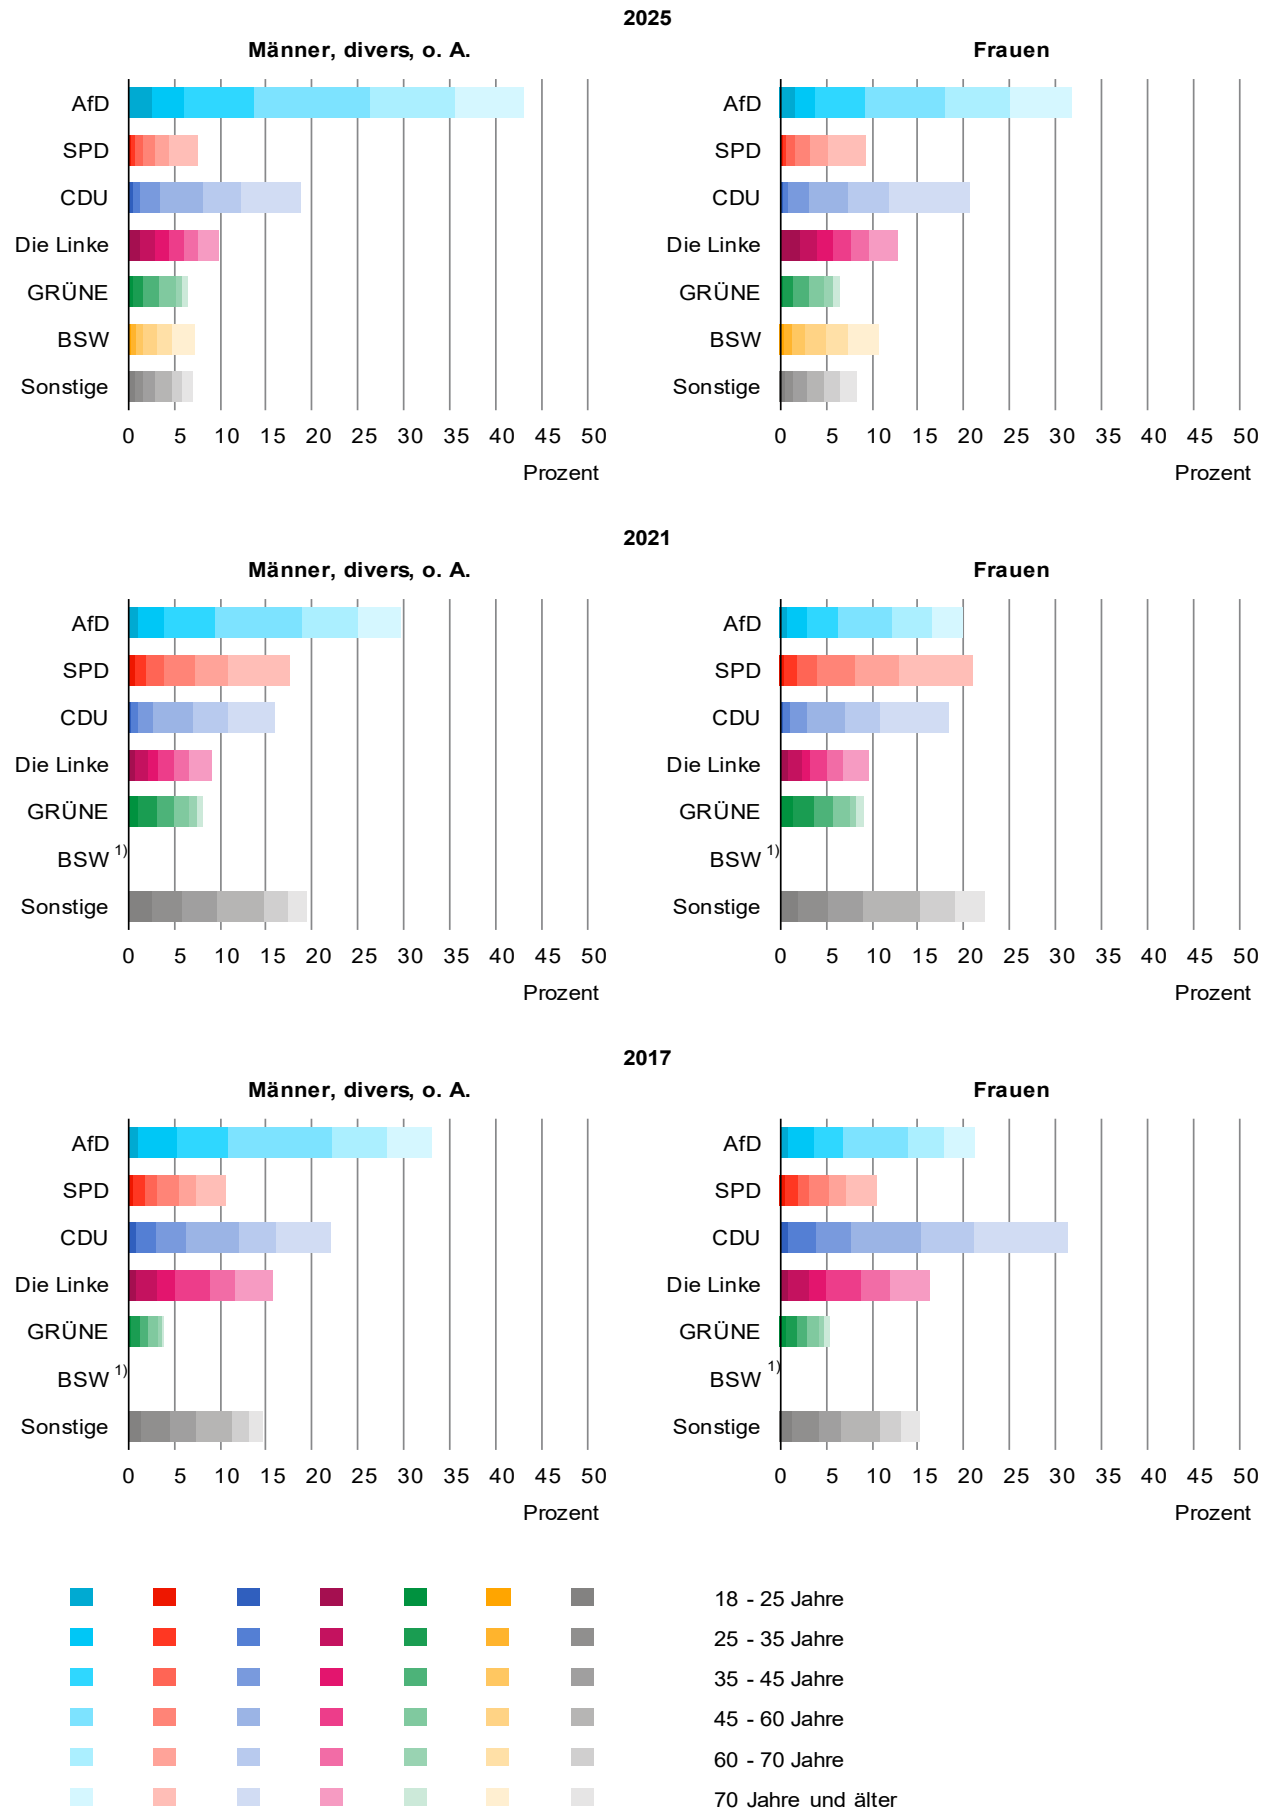 2025
Männer, divers, o. A.
Frauen
AfD
SPD
CDU
Die Linke
GRÜNE
BSW
Sonstige
0 5 10 15 20 25 30 35 40 45 50
Prozent
AfD
SPD
CDU
Die Linke
GRÜNE
BSW
Sonstige
0 5 10 15 20 25 30 35 40 45 50
Prozent
2021
Männer, divers, o. A.
Frauen
AfD
SPD
CDU
Die Linke
GRÜNE
BSW 1)
Sonstige
0 5 10 15 20 25 30 35 40 45 50
Prozent
AfD
SPD
CDU
Die Linke
GRÜNE
BSW 1)
Sonstige
0 5 10 15 20 25 30 35 40 45 50
Prozent
2017
Männer, divers, o. A.
Frauen
AfD
SPD
CDU
Die Linke
GRÜNE
BSW 1)
Sonstige
0 5 10 15 20 25 30 35 40 45 50
Prozent
AfD
SPD
CDU
Die Linke
GRÜNE
BSW 1)
Sonstige
0 5 10 15 20 25 30 35 40 45 50
Prozent
18 - 25 Jahre
25 - 35 Jahre
35 - 45 Jahre
45 - 60 Jahre
60 - 70 Jahre
70 Jahre und älter